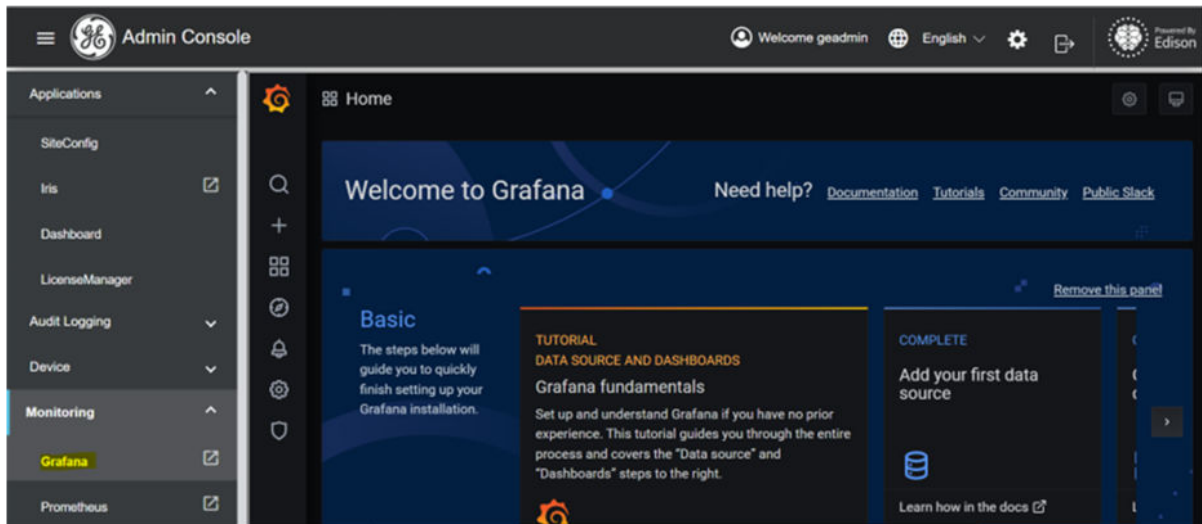 Admin Console
Welcome geadmin
English
Powered By
Edison
Applications
SiteConfig
Iris
Dashboard
LicenseManager
Audit Logging
Device
Monitoring
Grafana
Prometheus
Home
Welcome to Grafana
Need help? Documentation Tutorials Community Public Slack
Remove this panel
Basic
The steps below will
guide you to quickly
finish setting up your
Grafana installation.
TUTORIAL
DATA SOURCE AND DASHBOARDS
Grafana fundamentals
Set up and understand Grafana if you have no prior
experience. This tutorial guides you through the entire
process and covers the “Data source” and
“Dashboards” steps to the right.
COMPLETE
Add your first data
source
Learn how in the docs